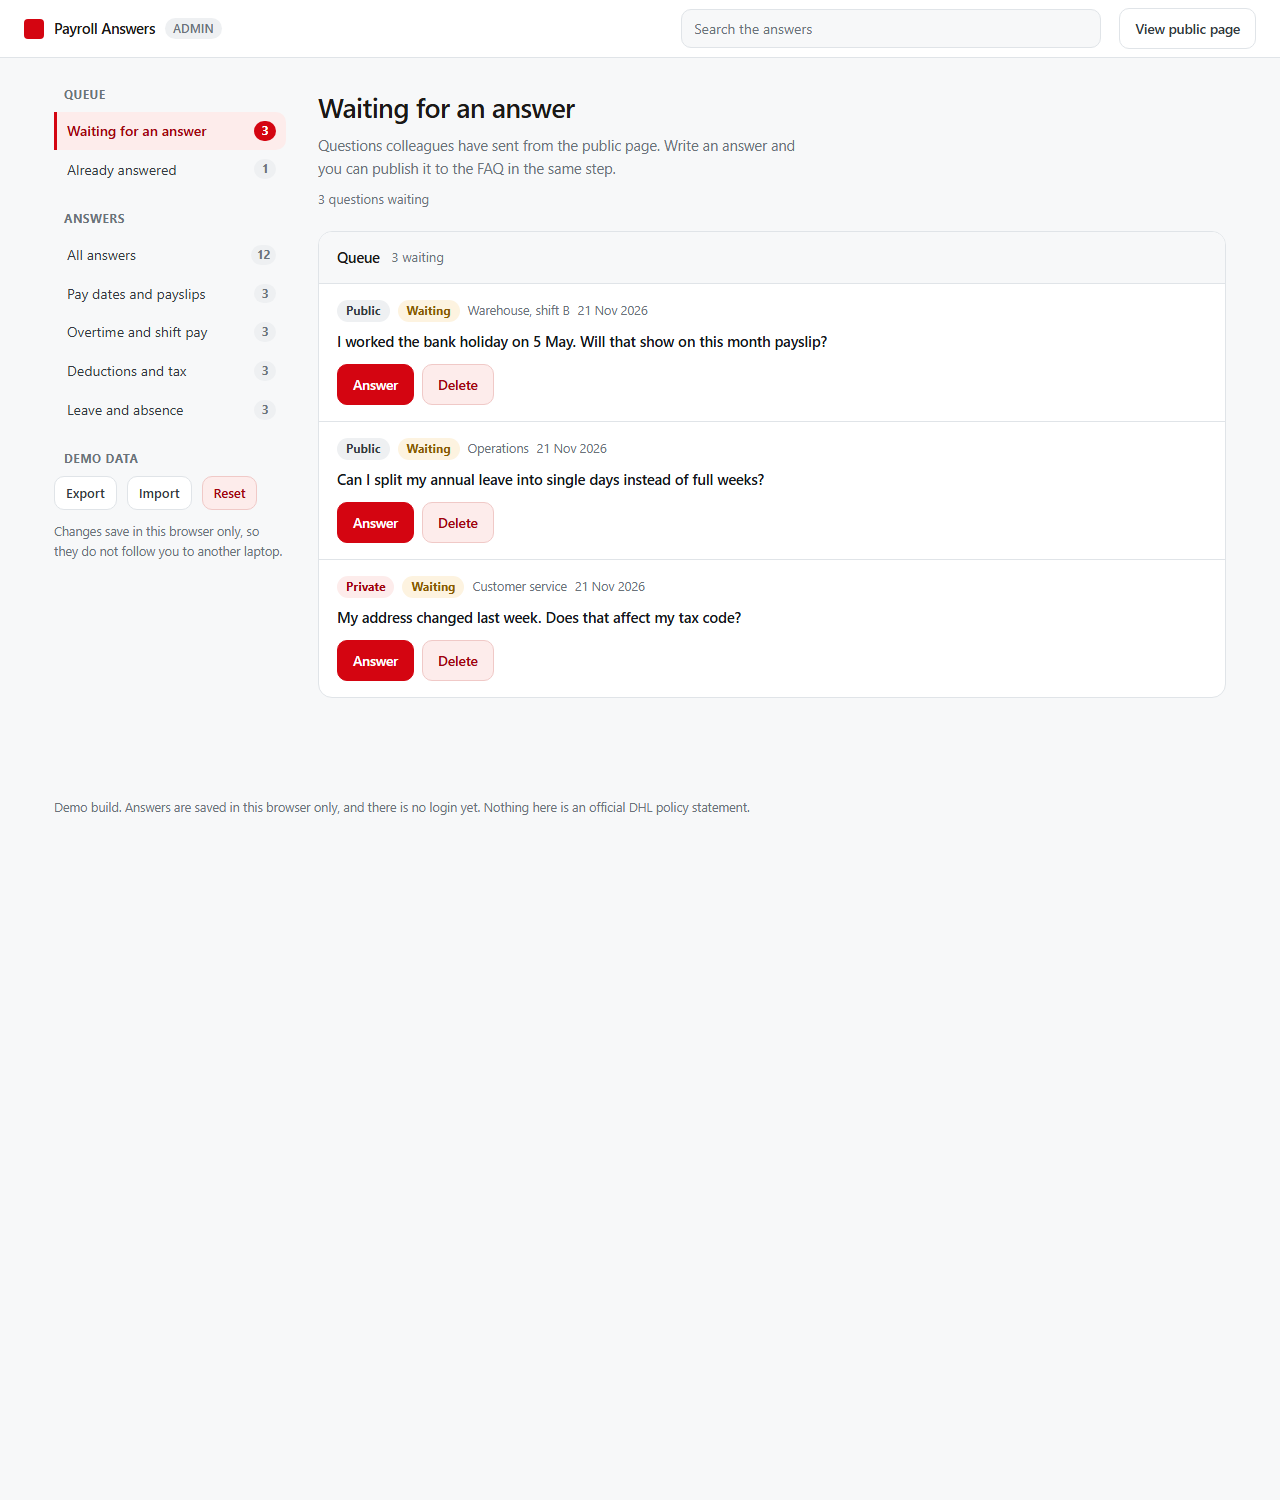 Payroll Answers ADMIN
Search the answers
View public page
QUEUE
Waiting for an answer 3
Already answered 1
ANSWERS
All answers 12
Pay dates and payslips 3
Overtime and shift pay 3
Deductions and tax 3
Leave and absence 3
DEMO DATA
Export Import Reset
Changes save in this browser only, so
they do not follow you to another laptop.
Waiting for an answer
Questions colleagues have sent from the public page. Write an answer and
you can publish it to the FAQ in the same step.
3 questions waiting
Queue 3 waiting
Public Waiting Warehouse, shift B 21 Nov 2026
I worked the bank holiday on 5 May. Will that show on this month payslip?
Answer Delete
Public Waiting Operations 21 Nov 2026
Can I split my annual leave into single days instead of full weeks?
Answer Delete
Private Waiting Customer service 21 Nov 2026
My address changed last week. Does that affect my tax code?
Answer Delete
Demo build. Answers are saved in this browser only, and there is no login yet. Nothing here is an official DHL policy statement.